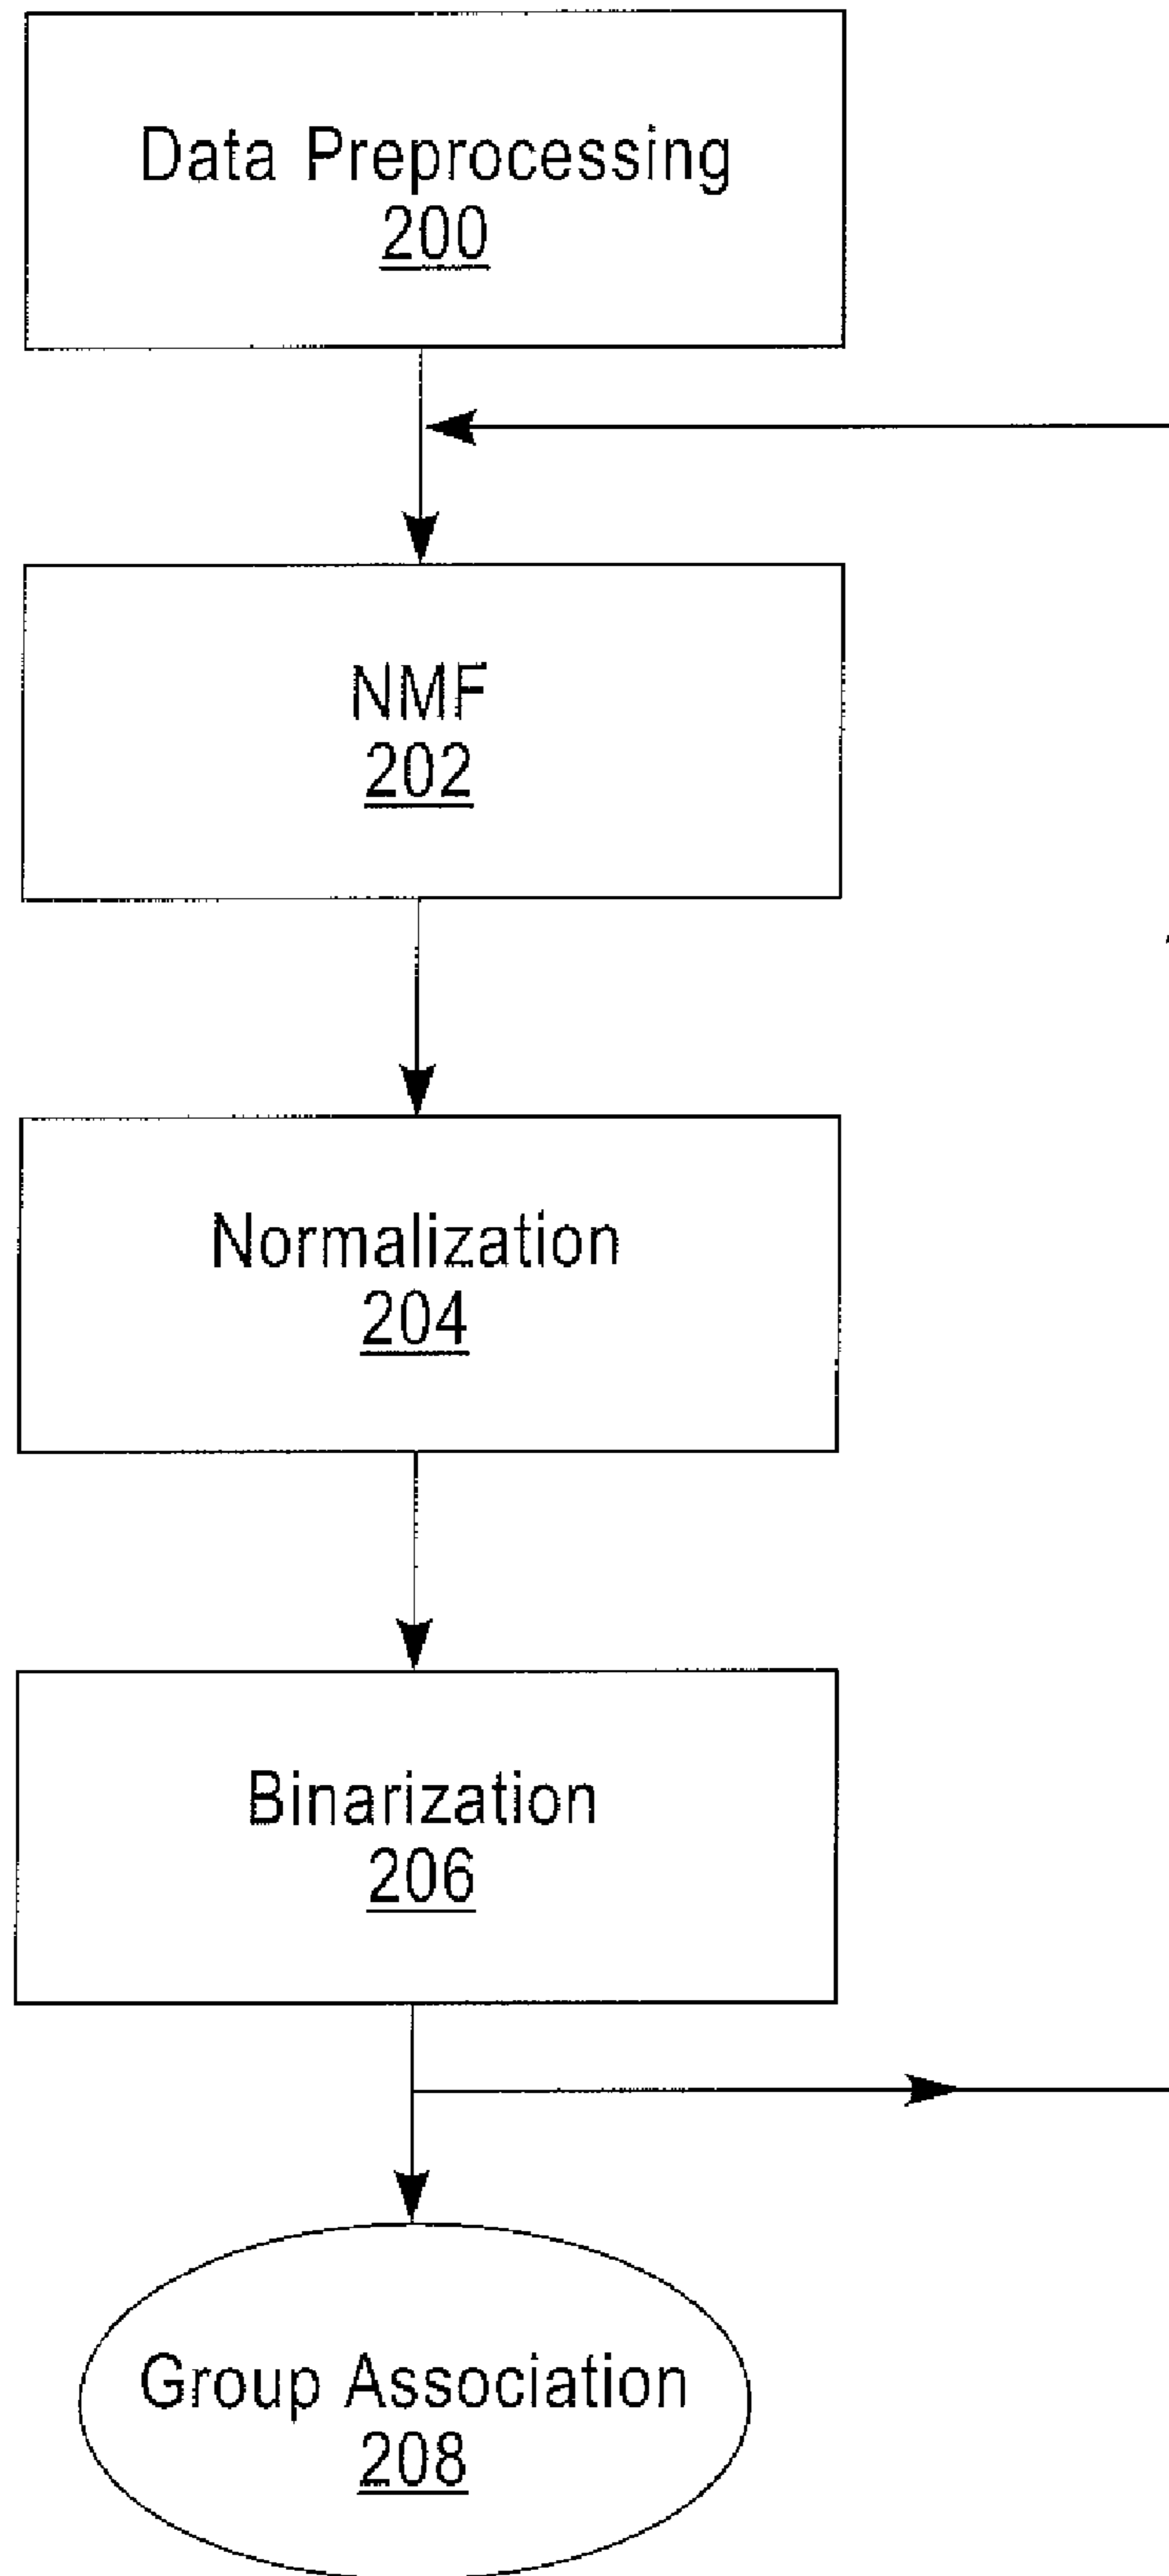 Data Preprocessing
200
NMF
202
Normalization
204
Binarization
206
Group Association
208